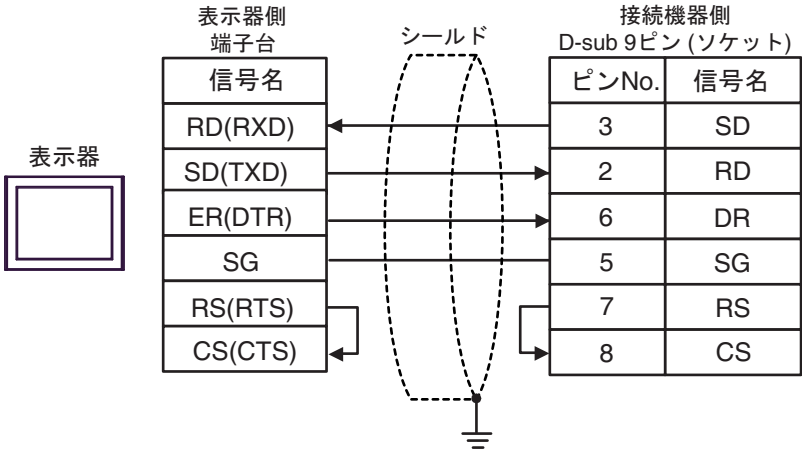 表示器側
端子台
シールド
接続機器側
D-sub 9ピン (ソケット)
信号名
ピンNo. 信号名
RD(RXD) 3 SD
表示器
SD(TXD) 2 RD
ER(DTR) 6 DR
SG 5 SG
RS(RTS) 7 RS
CS(CTS) 8 CS